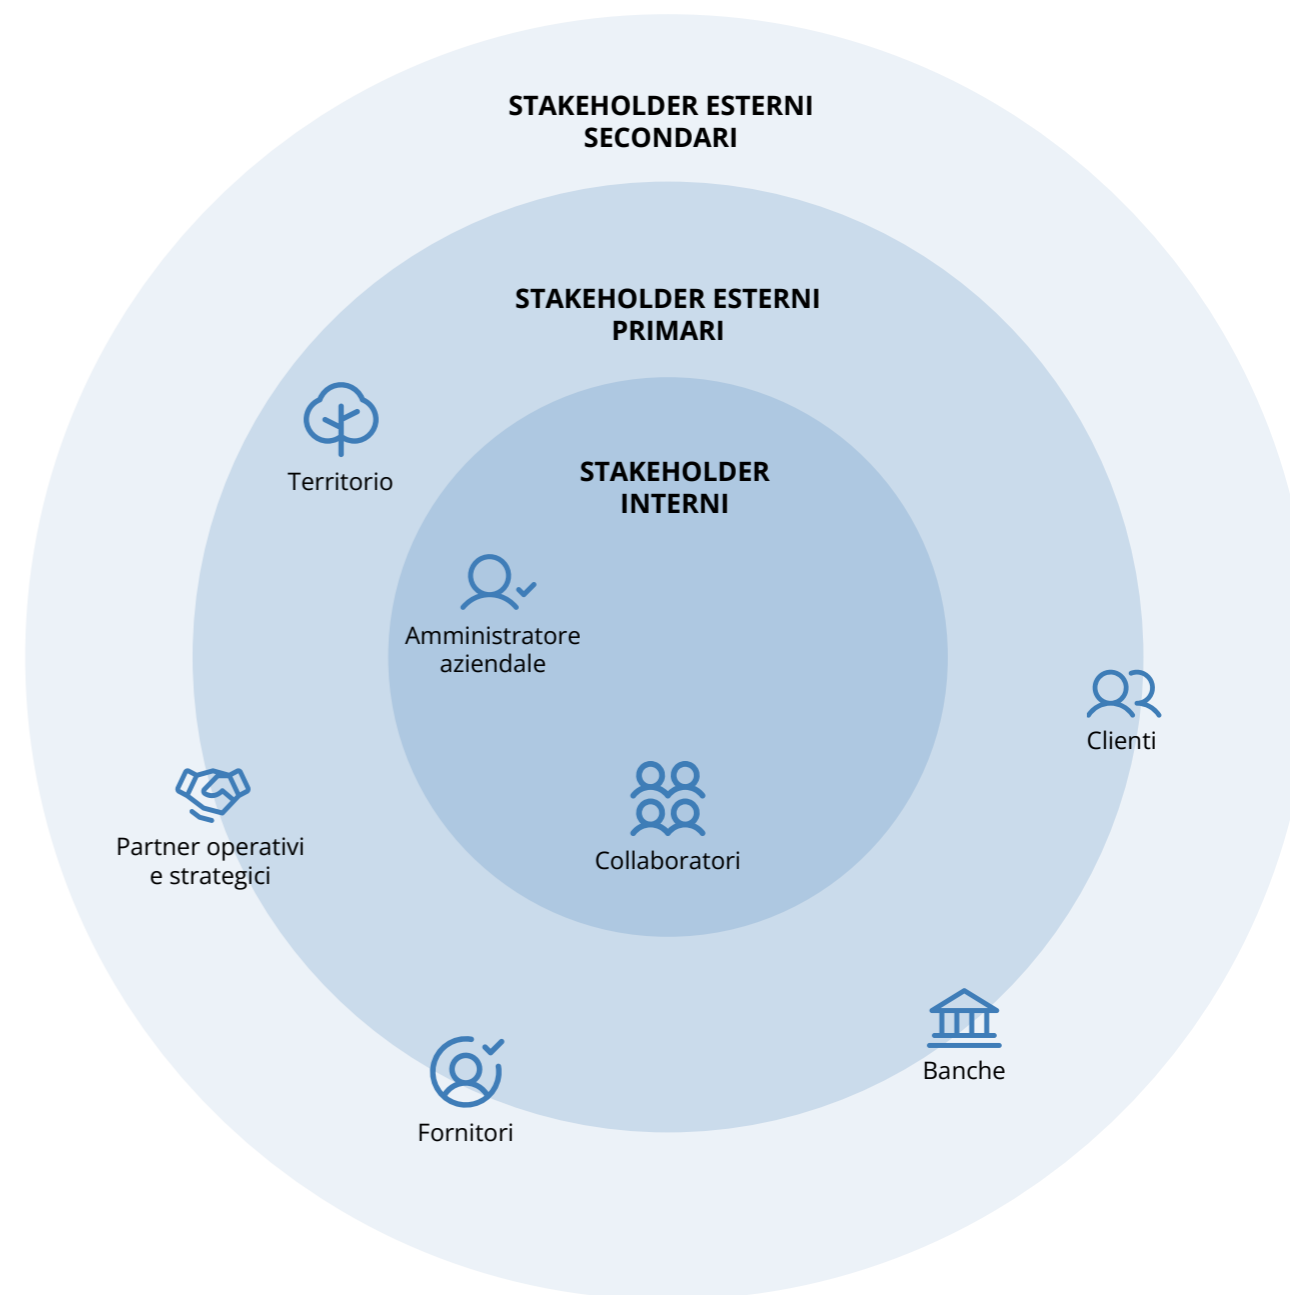 STAKEHOLDER ESTERNI
SECONDARI
STAKEHOLDER ESTERNI
PRIMARI
Territorio
STAKEHOLDER
INTERNI
Amministratore
aziendale
Clienti
Partner operativi
e strategici
Collaboratori
Banche
Fornitori